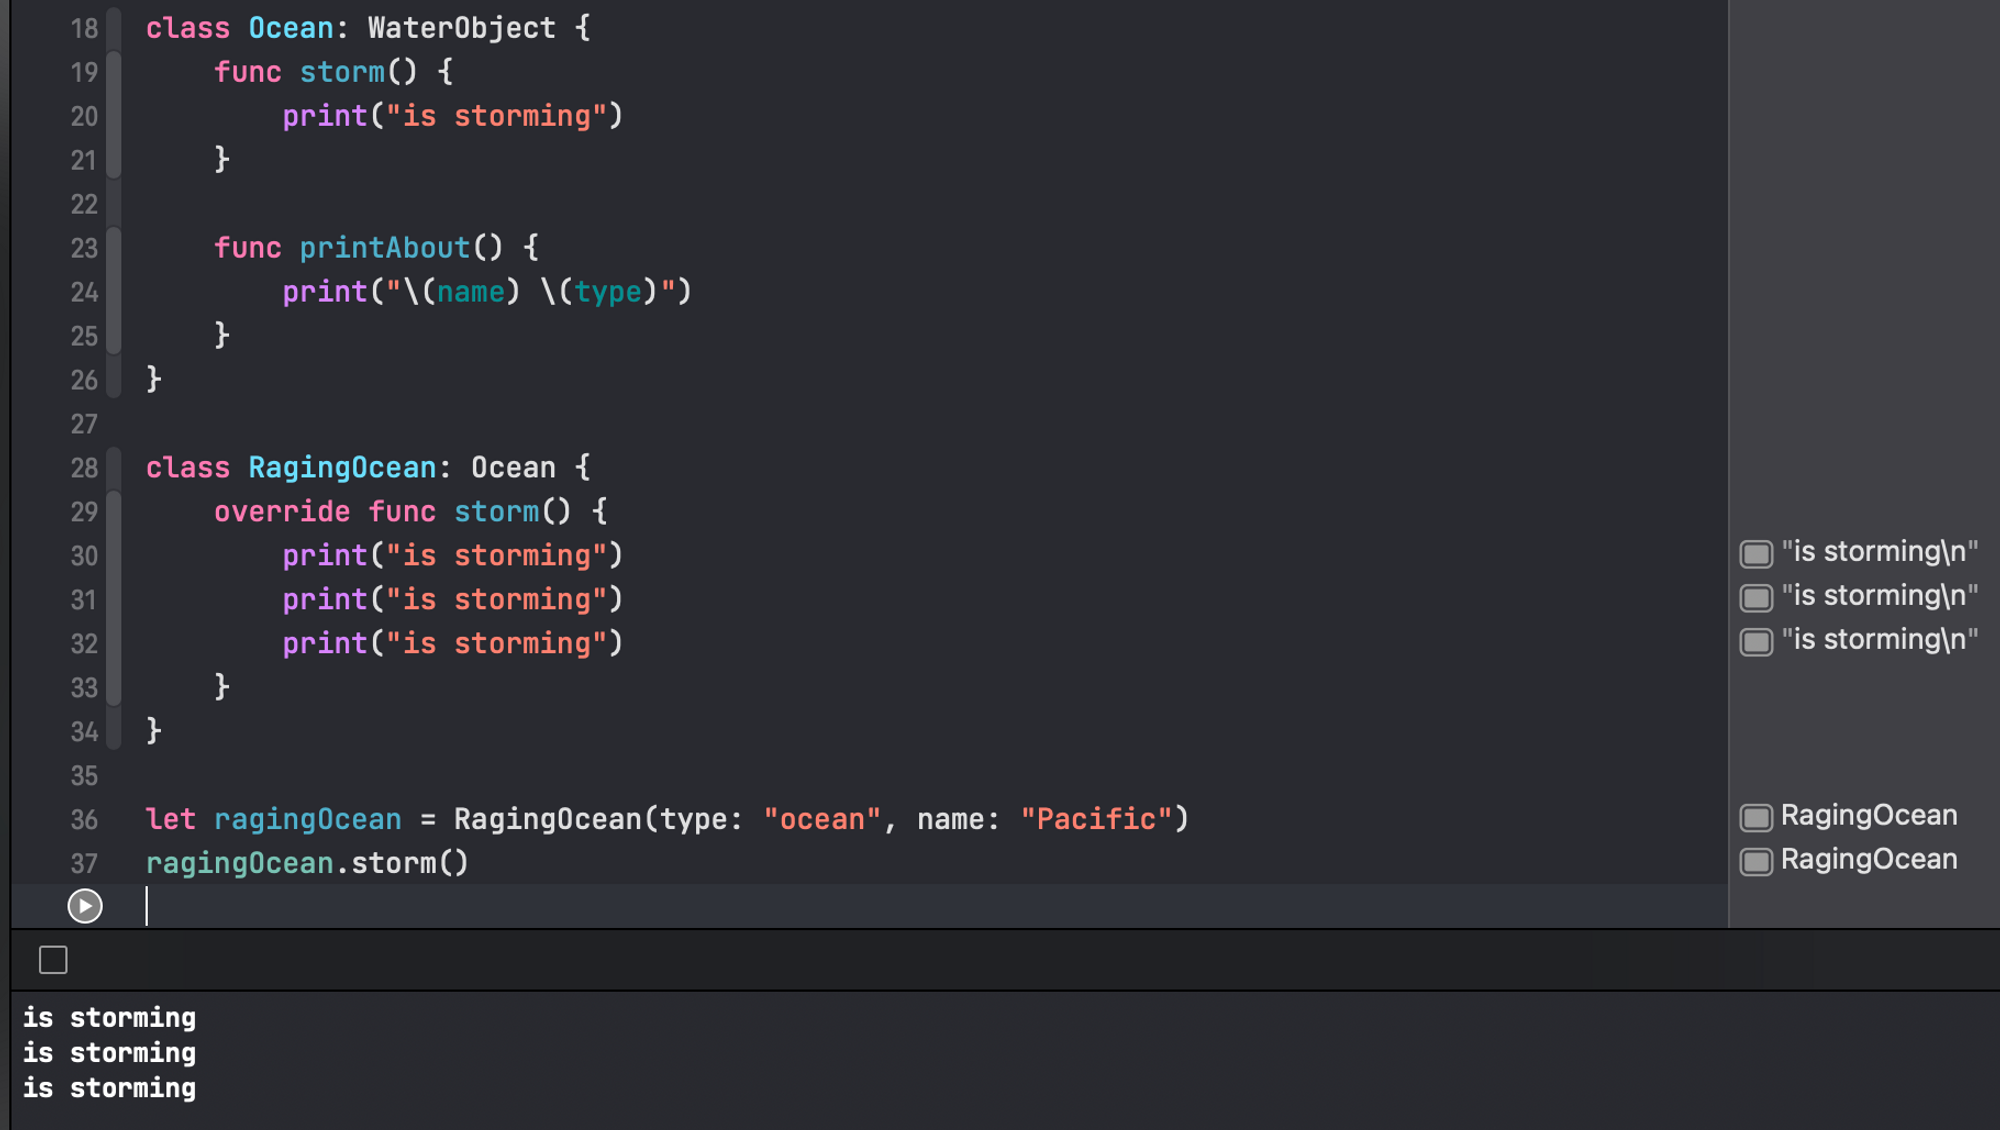 18 class Ocean: WaterObject {
19 func storm() {
20 print("is storming")
21 }
22
23 func printAbout() {
24 print("\(name) \(type)")
25 }
26 }
27
28 class RagingOcean: Ocean {
29 override func storm() {
30 print("is storming") "is storming\n"
31 print("is storming") "is storming\n"
32 print("is storming") "is storming\n"
33 }
34 }
35
36 let ragingOcean = RagingOcean(type: "ocean", name: "Pacific") RagingOcean
37 ragingOcean.storm() RagingOcean
is storming
is storming
is storming